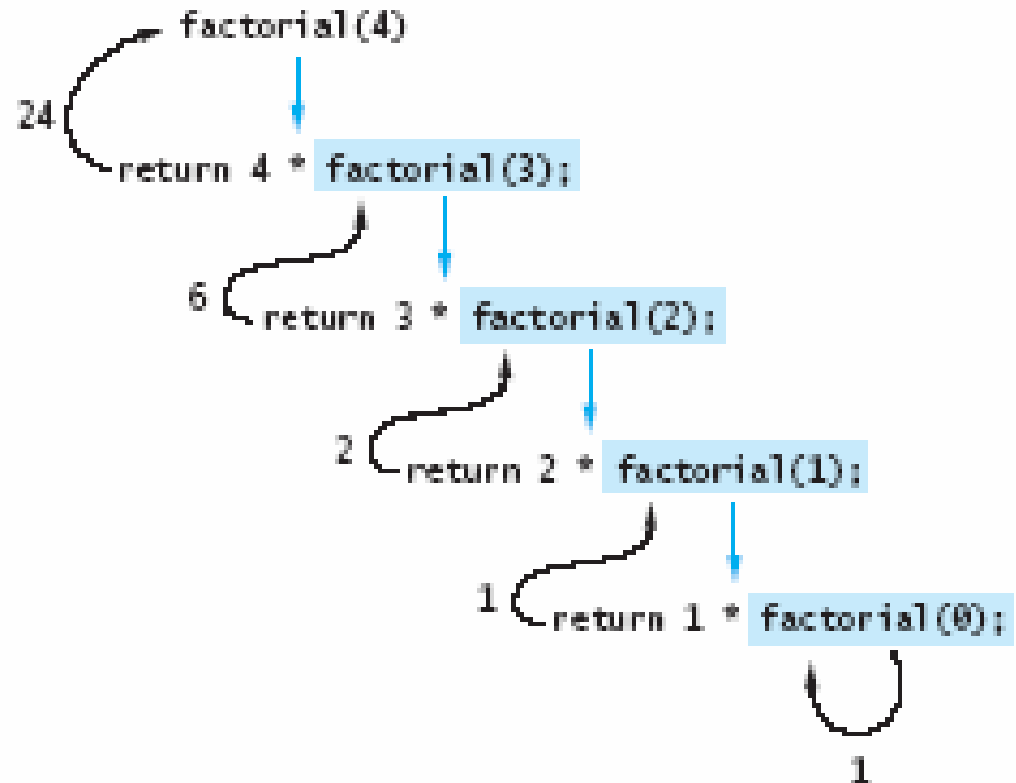 factorial(4)
24
return 4 * factorial(3);
6
return 3 * factorial(2);
2
return 2 * factorial(1);
1
return 1 * factorial(0);
1